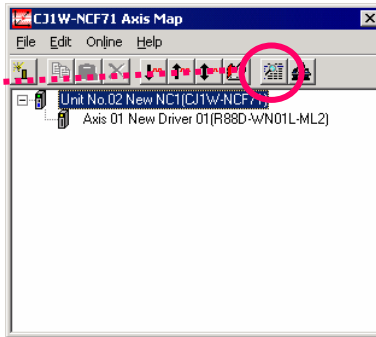 CJ1W-NCF71 Axis Map
File Edit Online Help
Unit No.02 New NC1(CJ1W-NCF71)
Axis 01 New Driver 01(R88D-WN01L-ML2)